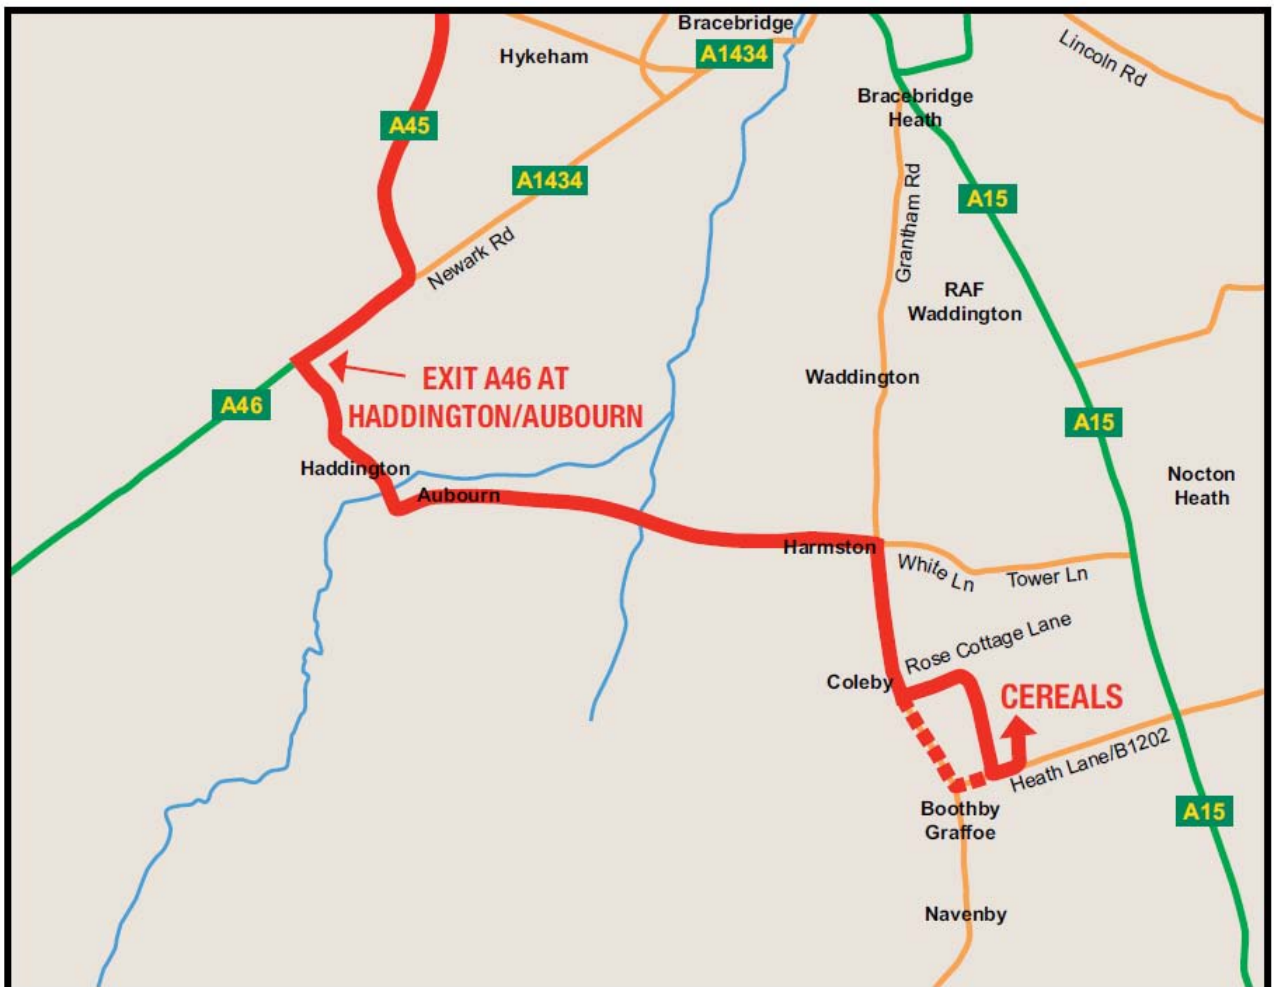 Bracebridge
A1434
Hykeham
Lincoln Rd
A45
Bracebridge
Heath
A1434
A15
Grantham Rd
Newark Rd
RAF
Waddington
EXIT A46 AT
HADDINGTON/AUBOURN
Waddington
A46
A15
Haddington
Aubourn
Nocton
Heath
Harmston
White Ln
Tower Ln
Rose Cottage Lane
Coleby
CEREALS
Heath Lane/B1202
Boothby
Graffoe
A15
Navenby